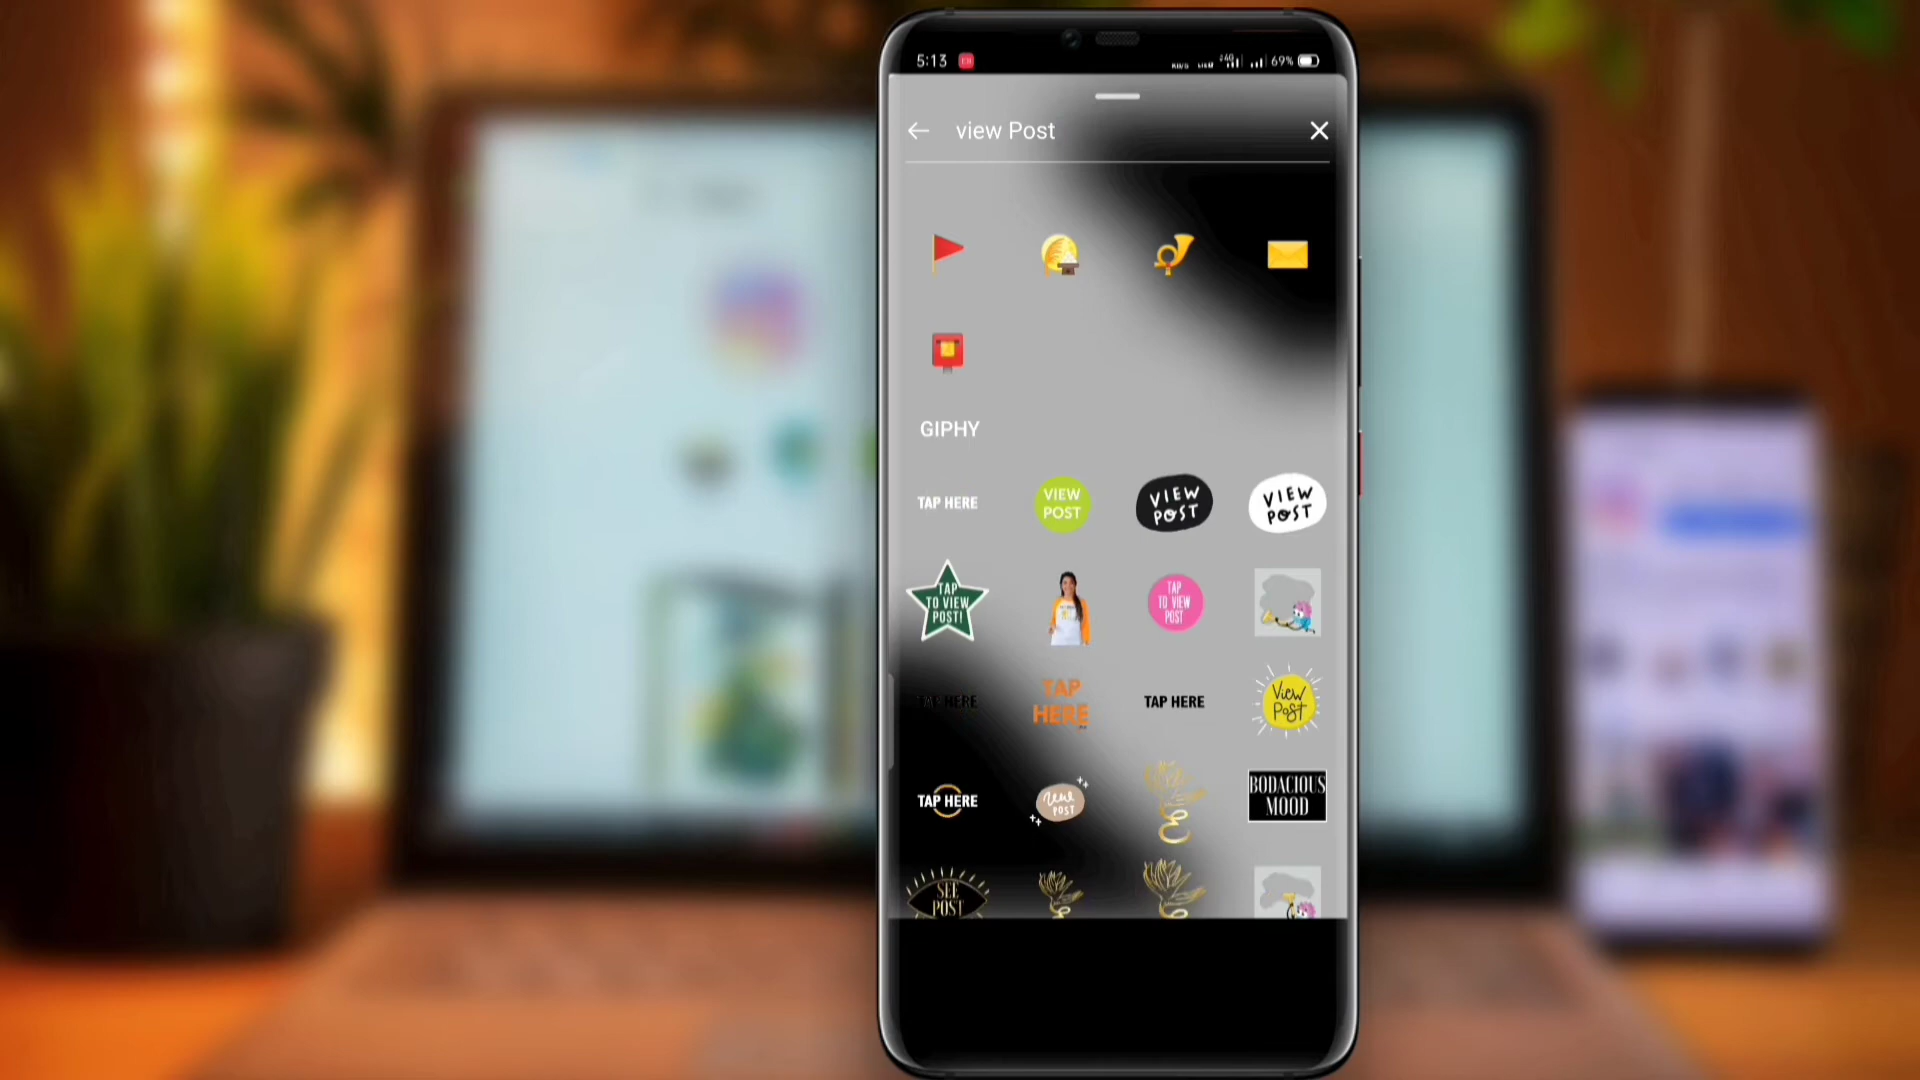 5:13
69%
view Post
GIPHY
TAP HERE
VIEW
POST
VIEW
POST
VIEW
POST
TAP
TO VIEW
POST!
TAP
TO VIEW
POST
TAP HERE
TAP
HERE
TAP HERE
View
Post
TAP HERE
new
POST
BODACIOUS
MOOD
SEE
POST